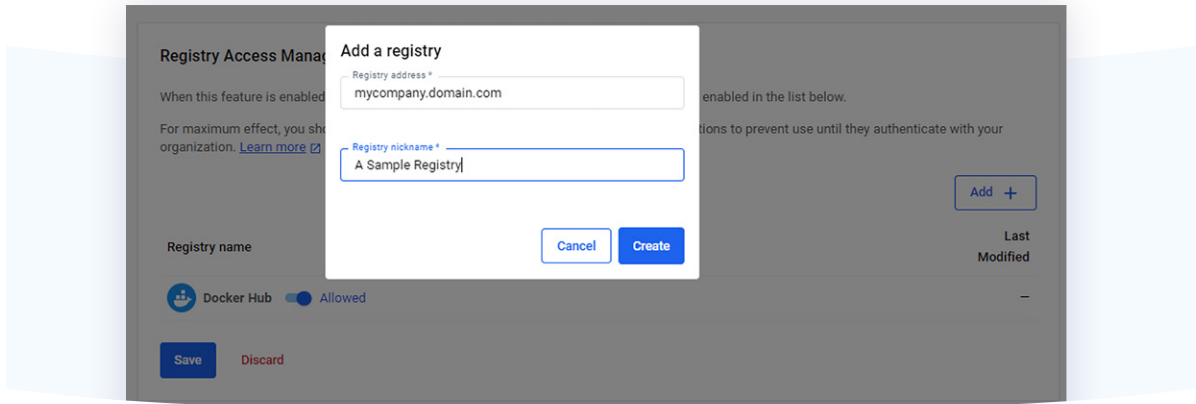 Registry Access Manag
When this feature is enabled
enabled in the list below.
For maximum effect, you sho
tions to prevent use until they authenticate with your
organization. Learn more
Add a registry
Registry address *
mycompany.domain.com
Registry nickname *
A Sample Registry
Cancel
Create
Add +
Registry name
Last
Modified
Docker Hub
Allowed
–
Save
Discard